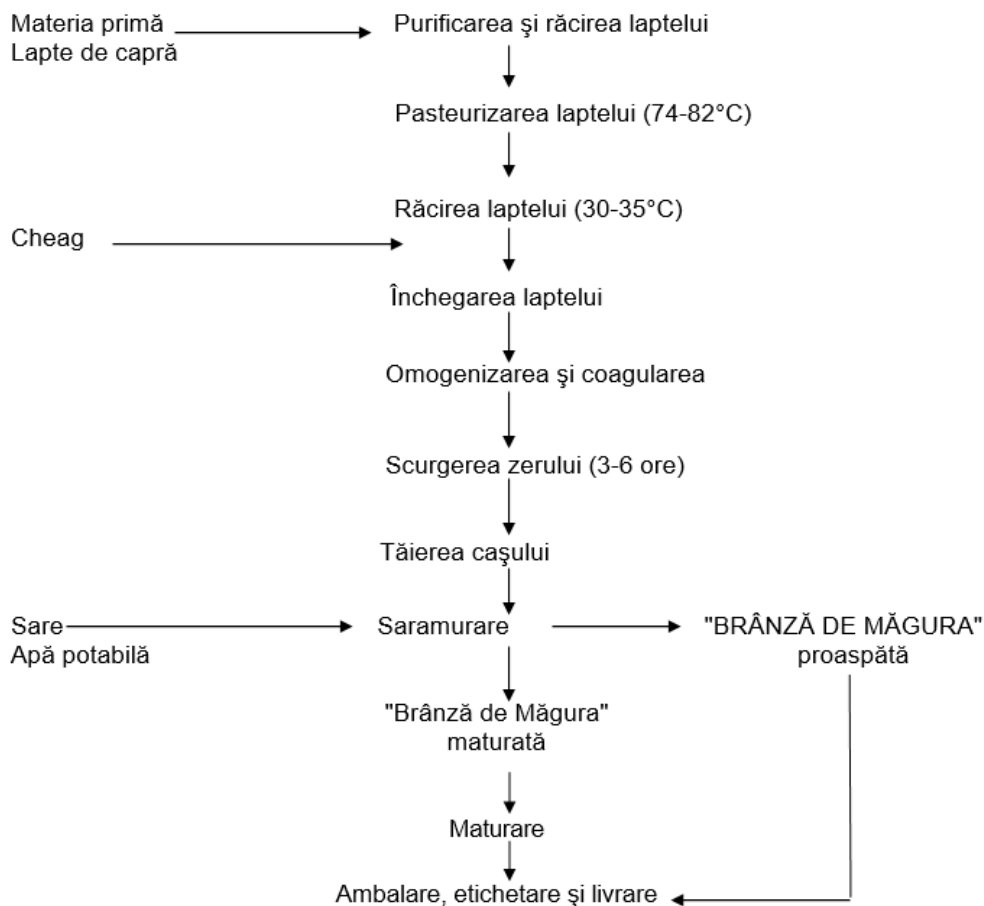 Materia primă
Lapte de capră
Purificarea şi răcirea laptelui
Pasteurizarea laptelui (74-82°C)
Răcirea laptelui (30-35°C)
Cheag
Închegarea laptelui
Omogenizarea şi coagularea
Scurgerea zerului (3-6 ore)
Tăierea caşului
Sare
Apă potabilă
Saramurare
"BRÂNZĂ DE MĂGURA"
proaspătă
"Brânză de Măgura"
maturată
Maturare
Ambalare, etichetare şi livrare